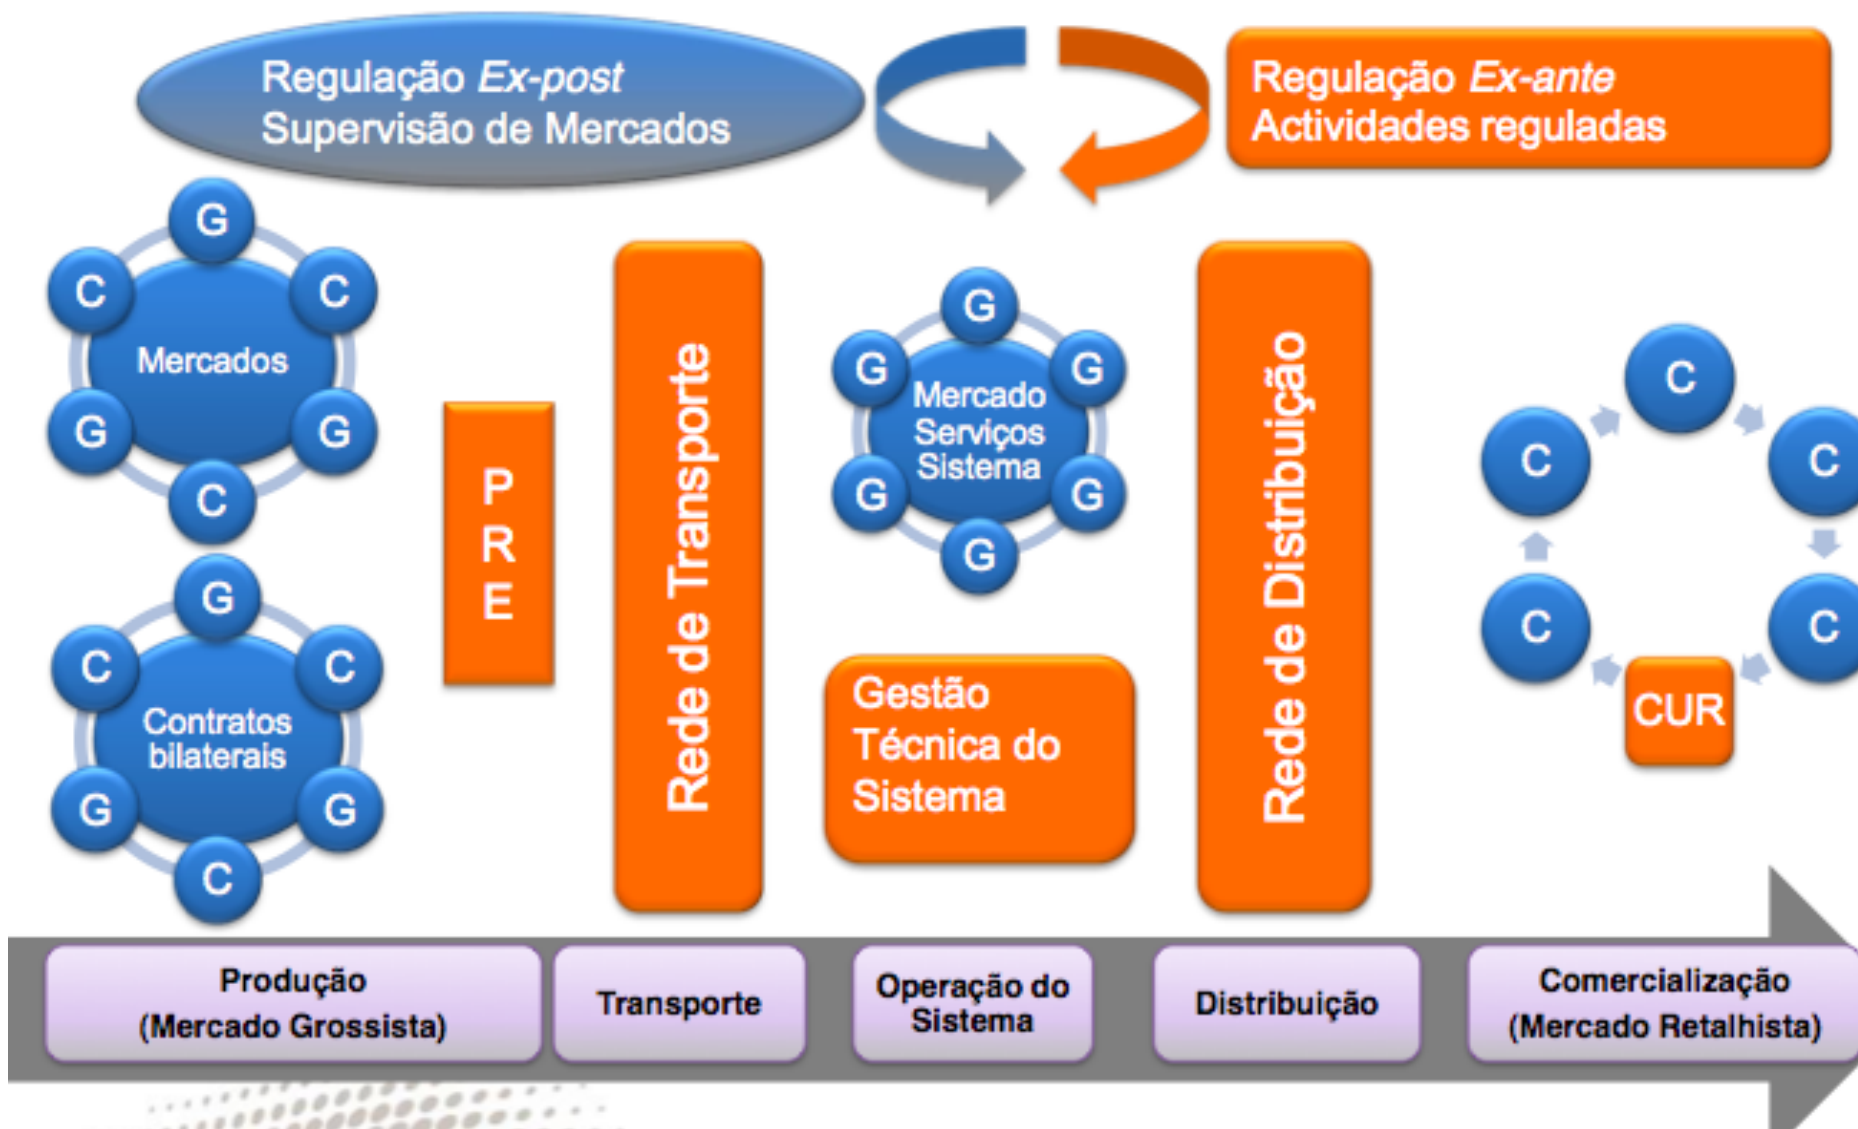 Regulação Ex-post
Supervisão de Mercados
Regulação Ex-ante
Actividades reguladas
G
C
C
Mercados
G
G
C
G
C
C
Contratos
bilaterais
G
G
C
P
R
E
Rede de Transporte
G
G
G
Mercado
Serviços
Sistema
G
G
G
Gestão
Técnica do
Sistema
Rede de Distribuição
C
C
C
C
C
CUR
Produção
(Mercado Grossista)
Transporte
Operação do
Sistema
Distribuição
Comercialização
(Mercado Retalhista)